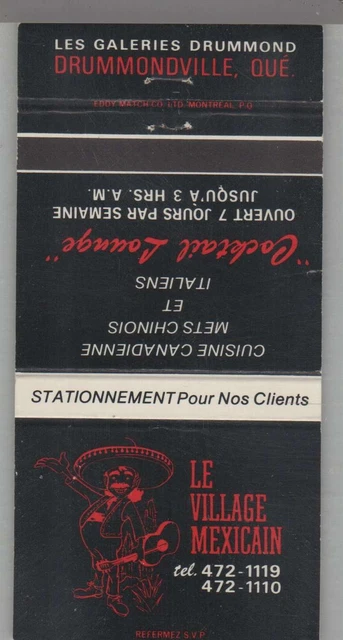 LES GALERIES DRUMMOND
DRUMMONDVILLE, QUÉ.
EDDY MATCH CO. LTD. MONTREAL, P.Q.
CUISINE CANADIENNE
METS CHINOIS
ET
ITALIENS
"Cocktail Lounge"
OUVERT 7 JOURS PAR SEMAINE
JUSQU'À 3 HRS. A.M.
STATIONNEMENT Pour Nos Clients
LE
VILLAGE
MEXICAIN
tel. 472-1119
472-1110
REFERMEZ S.V.P.